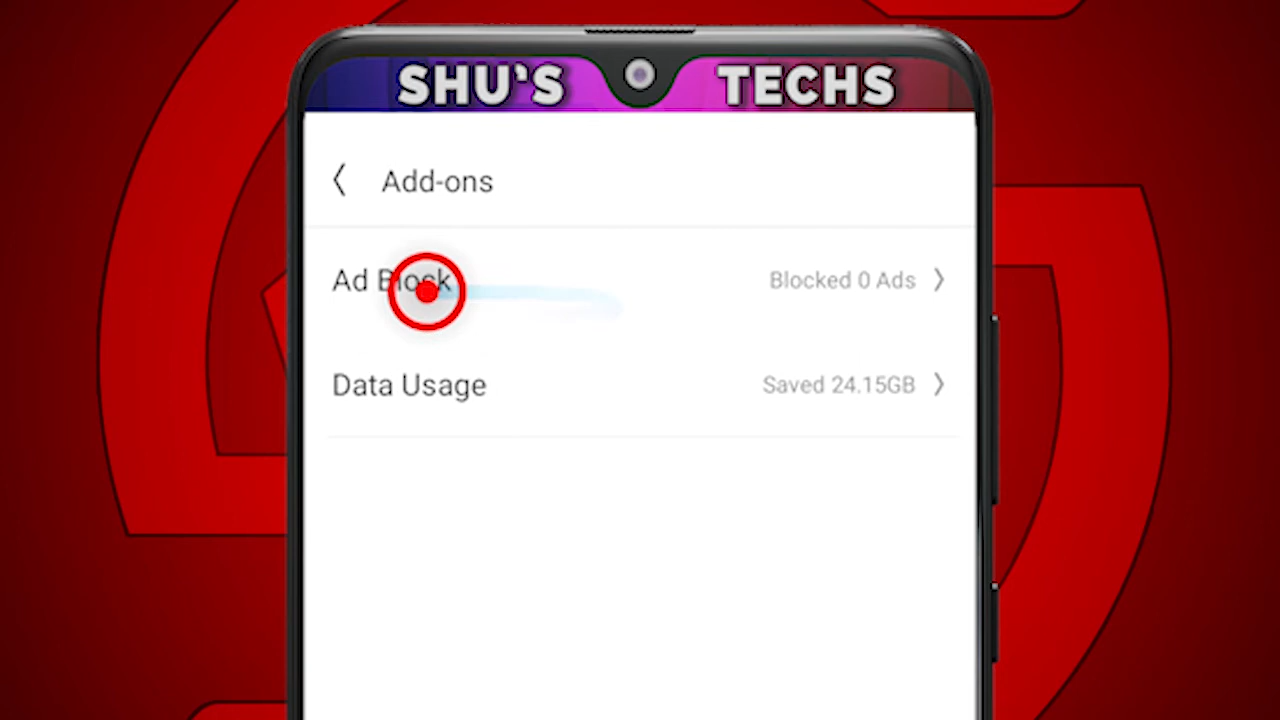 SHU'S TECHS
Add-ons
Ad Block Blocked 0 Ads
Data Usage Saved 24.15GB